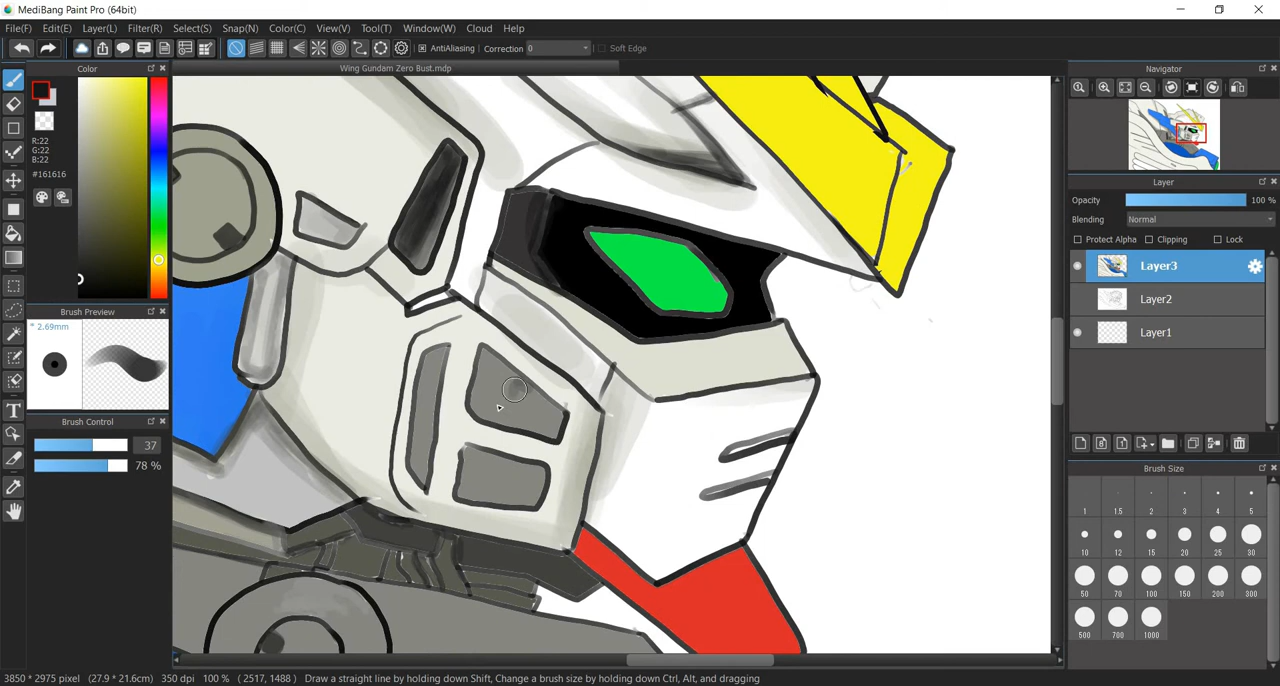 MediBang Paint Pro (64bit)
File(F) Edit(E) Layer(L) Filter(R) Select(S) Snap(N) Color(C) View(V) Tool(T) Window(W) Cloud Help
AntiAliasing Correction 0 Soft Edge
Color
Wing Gundam Zero Bust.mdp
Navigator
R:22
G:22
B:22
#161616
Layer
Opacity 100 %
Blending Normal
Protect Alpha Clipping Lock
Layer3
Layer2
Layer1
Brush Preview
* 2.69mm
T
Brush Control
37
78 %
Brush Size
1 1.5 2 3 4 5
10 12 15 20 25 30
50 70 100 150 200 300
500 700 1000
3850 * 2975 pixel (27.9 * 21.6cm) 350 dpi 100 % ( 2517, 1488 ) Draw a straight line by holding down Shift, Change a brush size by holding down Ctrl, Alt, and dragging